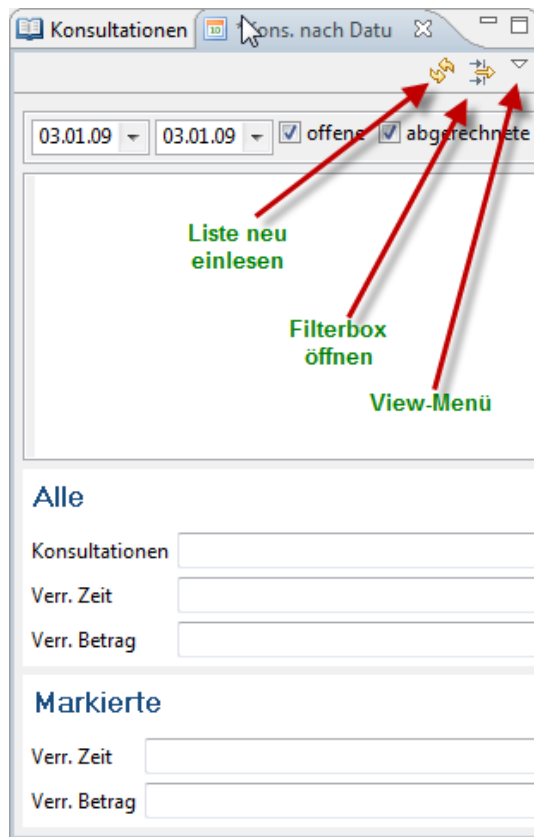 Konsultationen Kons. nach Datu
03.01.09 03.01.09 offene abgerechnete
Liste neu
einlesen
Filterbox
öffnen
View-Menü
Alle
Konsultationen
Verr. Zeit
Verr. Betrag
Markierte
Verr. Zeit
Verr. Betrag